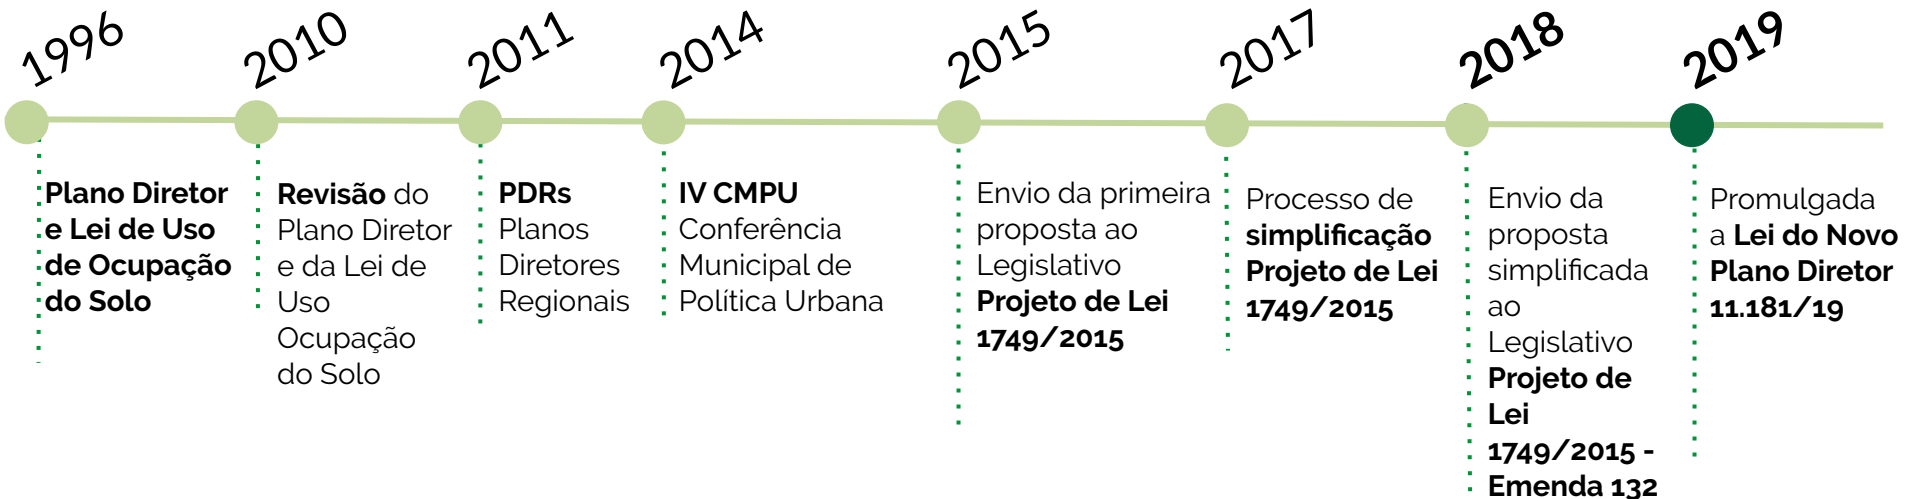 1996
Plano Diretor
e Lei de Uso
de Ocupação
do Solo
2010
Revisão do
Plano Diretor
e da Lei de
Uso
Ocupação
do Solo
2011
PDRs
Planos
Diretores
Regionais
2014
IV CMPU
Conferência
Municipal de
Política Urbana
2015
Envio da primeira
proposta ao
Legislativo
Projeto de Lei
1749/2015
2017
Processo de
simplificação
Projeto de Lei
1749/2015
2018
Envio da
proposta
simplificada
ao
Legislativo
Projeto de
Lei
1749/2015 -
Emenda 132
2019
Promulgada
a Lei do Novo
Plano Diretor
11.181/19